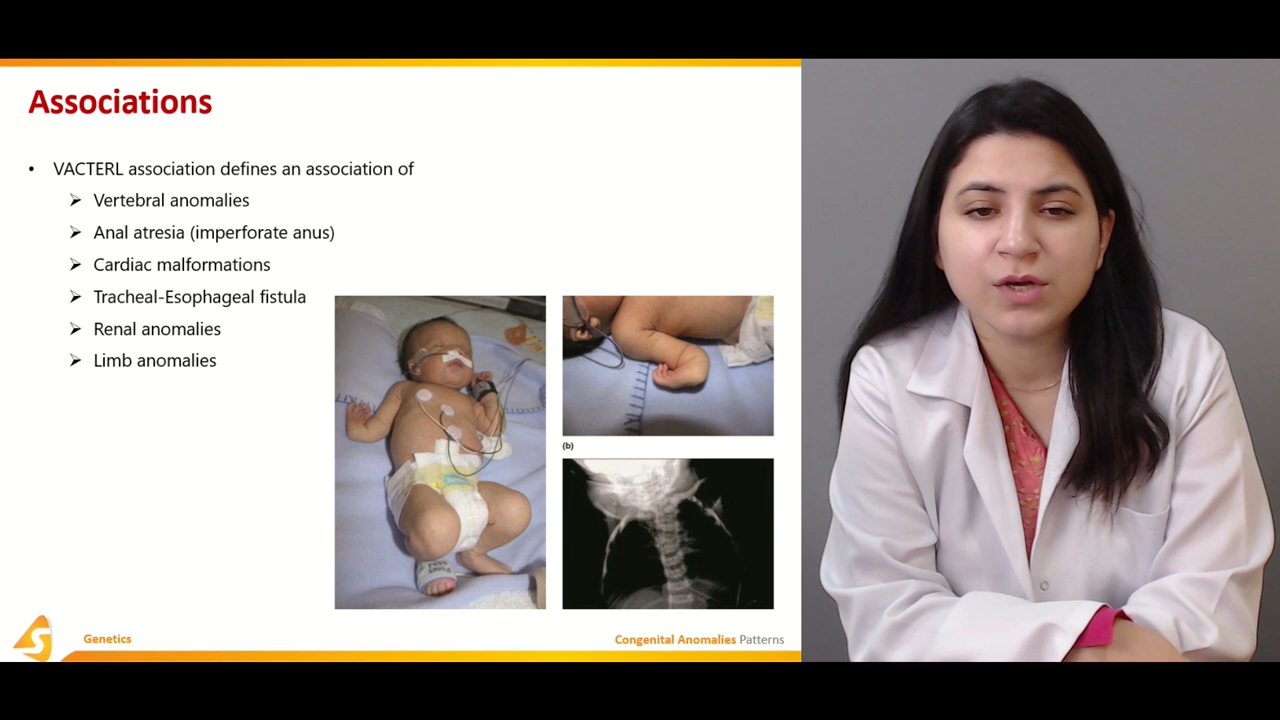 Associations
• VACTERL association defines an association of
➢ Vertebral anomalies
➢ Anal atresia (imperforate anus)
➢ Cardiac malformations
➢ Tracheal-Esophageal fistula
➢ Renal anomalies
➢ Limb anomalies
(b)
Genetics
Congenital Anomalies Patterns